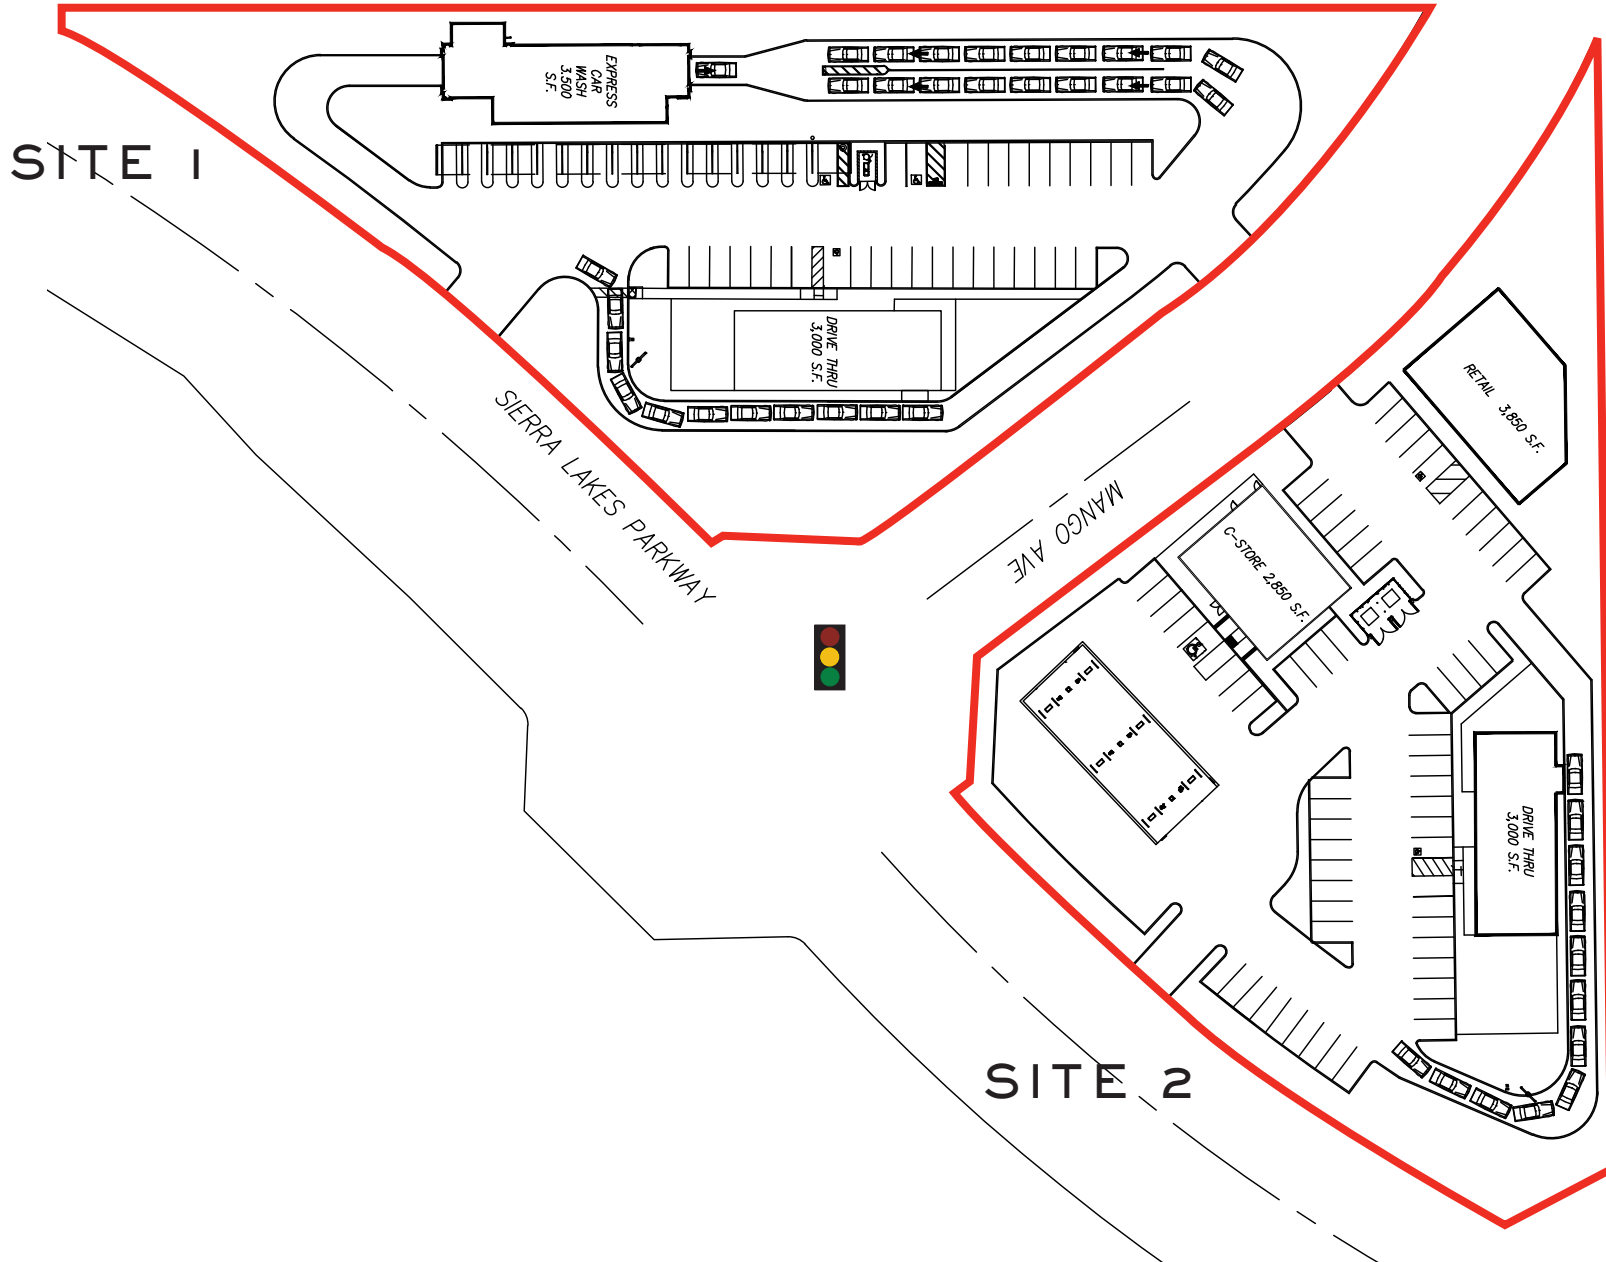 EXPRESS
CAR
WASH
3,500
S.F.
SITE 1
DRIVE THRU
3,000 S.F.
RETAIL 3,850 S.F.
SIERRA LAKES PARKWAY
MANGO AVE
C-STORE 2,850 S.F.
DRIVE THRU
3,000 S.F.
SITE 2